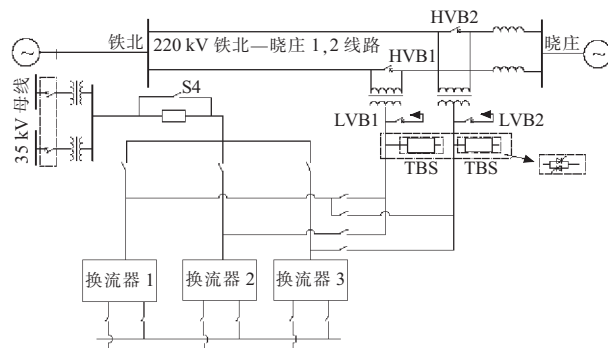 HVB2
铁北
220 kV 铁北—晓庄 1,2 线路
晓庄
HVB1
35 kV 母线
S4
LVB1
LVB2
TBS
TBS
换流器 1
换流器 2
换流器 3